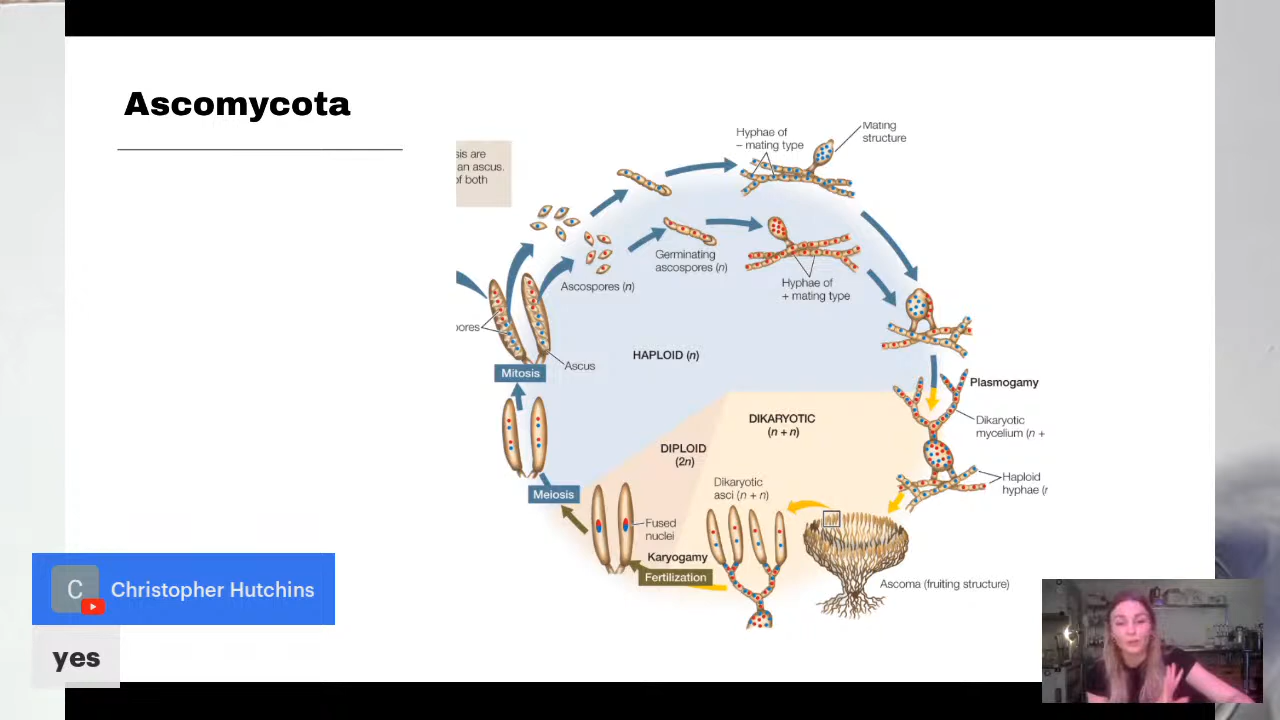 Ascomycota
sis are
an ascus.
of both
Hyphae of
– mating type
Mating
structure
Germinating
ascospores (n)
Ascospores (n)
Hyphae of
+ mating type
pores
Ascus
HAPLOID (n)
Mitosis
Plasmogamy
Dikaryotic
mycelium (n +
DIKARYOTIC
(n + n)
DIPLOID
(2n)
Haploid
hyphae (r
Dikaryotic
asci (n + n)
Meiosis
Fused
nuclei
Karyogamy
Fertilization
Ascoma (fruiting structure)
C
Christopher Hutchins
yes